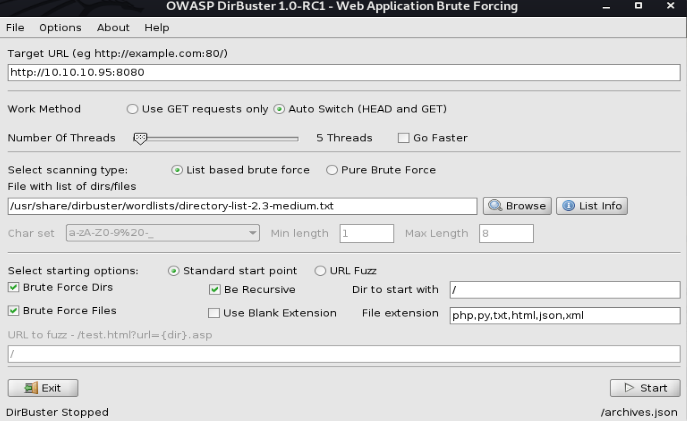 OWASP DirBuster 1.0-RC1 - Web Application Brute Forcing
File Options About Help
Target URL (eg http://example.com:80/)
http://10.10.10.95:8080
Work Method Use GET requests only Auto Switch (HEAD and GET)
Number Of Threads 5 Threads Go Faster
Select scanning type: List based brute force Pure Brute Force
File with list of dirs/files
/usr/share/dirbuster/wordlists/directory-list-2.3-medium.txt Browse List Info
Char set a-zA-Z0-9%20-_ Min length 1 Max Length 8
Select starting options: Standard start point URL Fuzz
Brute Force Dirs Be Recursive Dir to start with /
Brute Force Files Use Blank Extension File extension php,py,txt,html,json,xml
URL to fuzz - /test.html?url={dir}.asp
/
Exit Start
DirBuster Stopped /archives.json